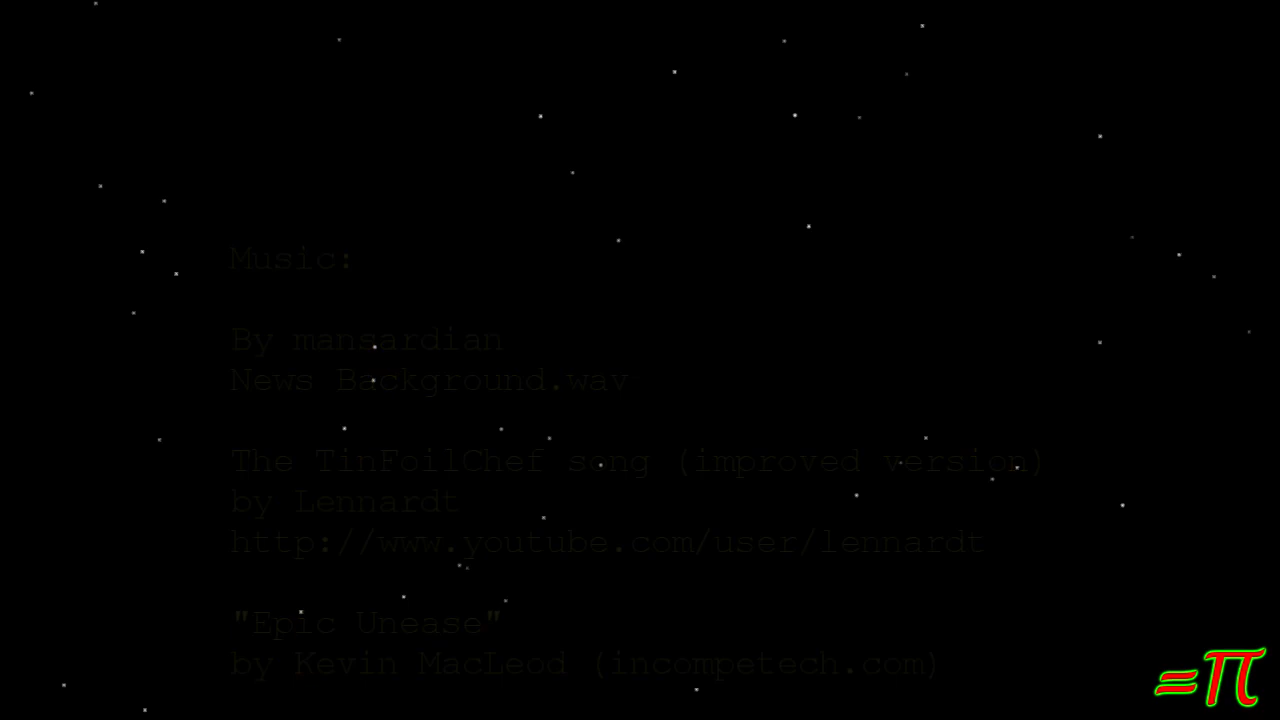 Music:
By mansardian
News Background.wav
The TinFoilChef song (improved version)
by Lennardt
http://www.youtube.com/user/lennardt
"Epic Unease"
by Kevin MacLeod (incompetech.com)
=π